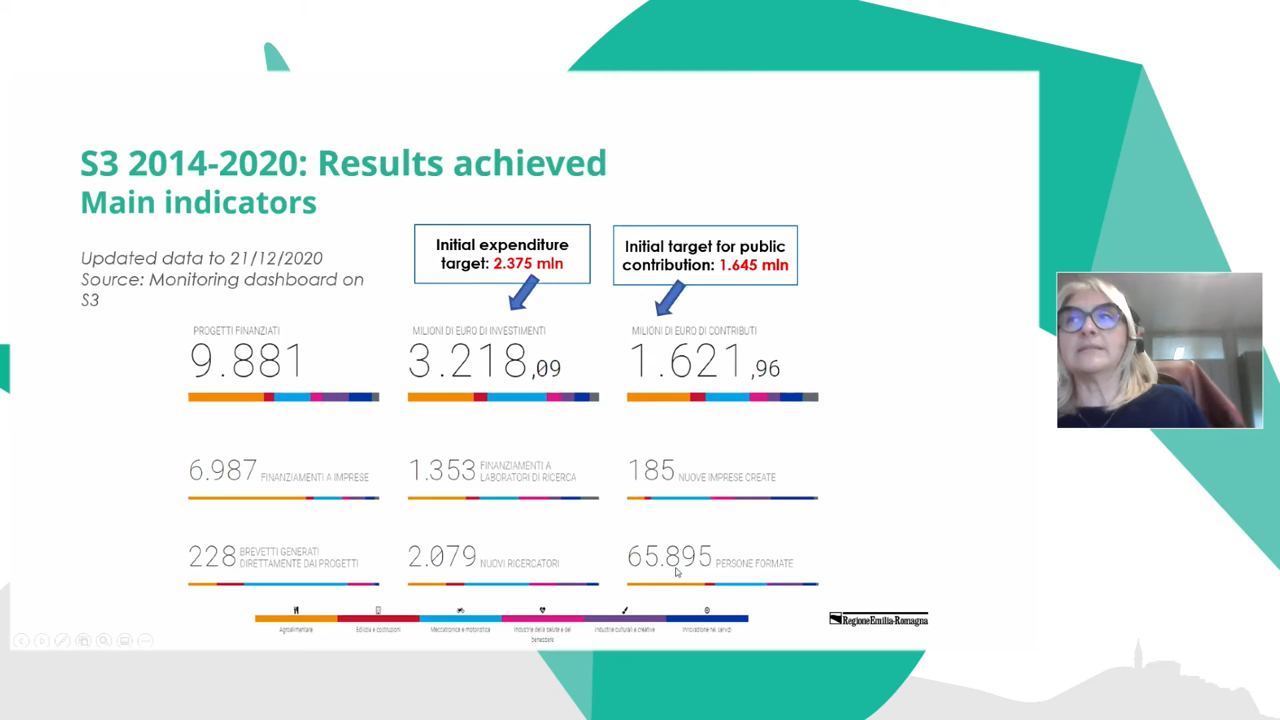 S3 2014-2020: Results achieved
Main indicators
Updated data to 21/12/2020
Source: Monitoring dashboard on
S3
Initial expenditure
target: 2.375 mln
Initial target for public
contribution: 1.645 mln
PROGETTI FINANZIATI
9.881
MILIONI DI EURO DI INVESTIMENTI
3.218,09
MILIONI DI EURO DI CONTRIBUTI
1.621,96
6.987 FINANZIAMENTI A IMPRESE
1.353 FINANZIAMENTI A
LABORATORI DI RICERCA
185 NUOVE IMPRESE CREATE
228 BREVETTI GENERATI
DIRETTAMENTE DAI PROGETTI
2.079 NUOVI RICERCATORI
65.895 PERSONE FORMATE
Agroalimentare
Edilizia e costruzioni
Meccatronica e motoristica
Industrie della salute e del
benessere
Industrie culturali e creative
Innovazione nei servizi
RegioneEmilia-Romagna